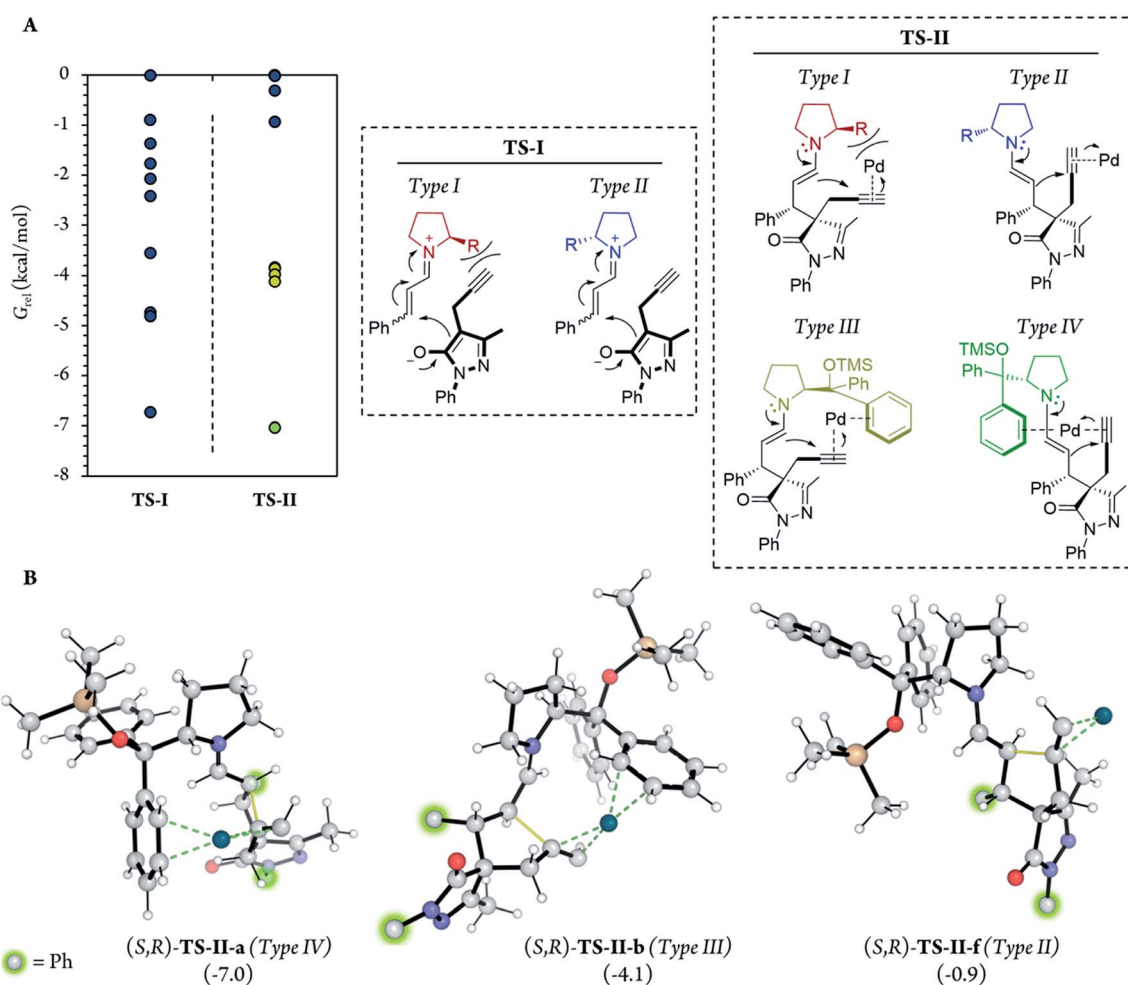 A
0
-1
-2
-3
-4
-5
-6
-7
-8
G_rel (kcal/mol)
TS-I TS-II
TS-I
Type I Type II
R R
N N
+ +
Ph Ph
O O
− −
N N N N
Ph Ph
TS-II
Type I Type II
R R
N N
Pd Pd
Ph Ph
O O
N N N N
Ph Ph
Type III Type IV
OTMS TMSO
Ph Ph
N N
Pd Pd
Ph Ph
O O
N N N N
Ph Ph
B
= Ph
(S,R)-TS-II-a (Type IV)
(-7.0)
(S,R)-TS-II-b (Type III)
(-4.1)
(S,R)-TS-II-f (Type II)
(-0.9)